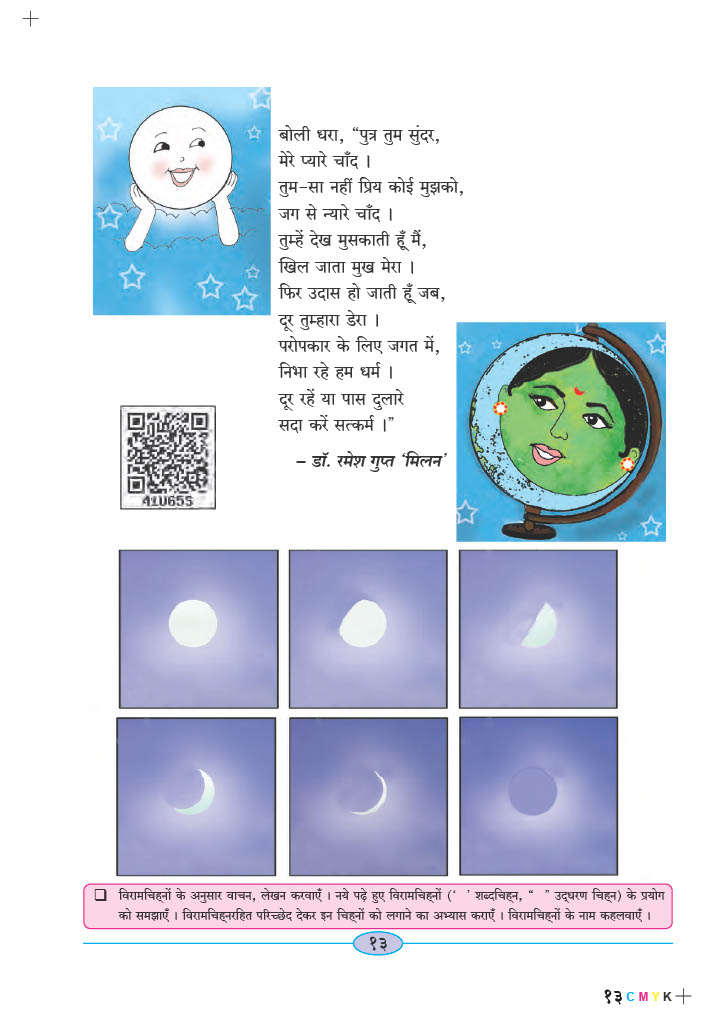 बोली धरा, “पुत्र तुम सुंदर,
मेरे प्यारे चाँद ।
तुम-सा नहीं प्रिय कोई मुझको,
जग से न्यारे चाँद ।
तुम्हें देख मुसकाती हूँ मैं,
खिल जाता मुख मेरा ।
फिर उदास हो जाती हूँ जब,
दूर तुम्हारा डेरा ।
परोपकार के लिए जगत में,
निभा रहे हम धर्म ।
दूर रहें या पास दुलारे
सदा करें सत्कर्म ।”
– डॉ. रमेश गुप्त ‘मिलन’
41U65S
❑ विरामचिह्नों के अनुसार वाचन, लेखन करवाएँ । नये पढ़े हुए विरामचिह्नों (‘ ’ शब्दचिह्न, “ ” उद्धरण चिह्न) के प्रयोग
को समझाएँ । विरामचिह्नरहित परिच्छेद देकर इन चिह्नों को लगाने का अभ्यास कराएँ । विरामचिह्नों के नाम कहलवाएँ ।
१३
१३ C M Y K